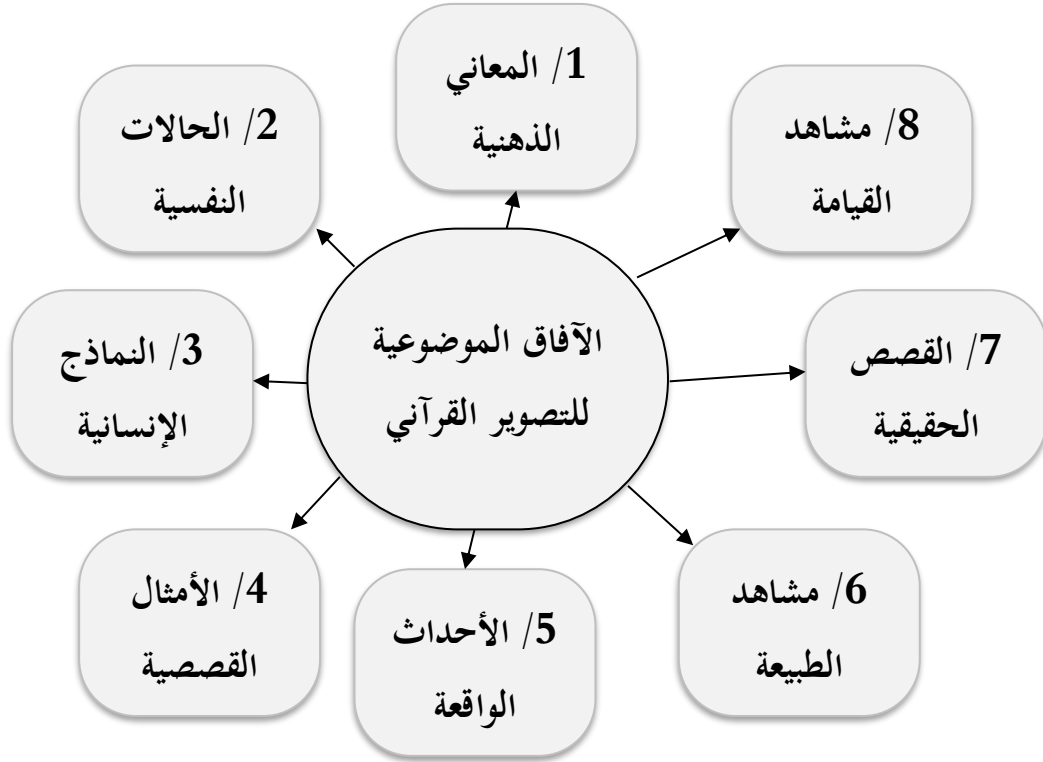 الآفاق الموضوعية
للتصوير القرآني
1/ المعاني
الذهنية
2/ الحالات
النفسية
3/ النماذج
الإنسانية
4/ الأمثال
القصصية
5/ الأحداث
الواقعة
6/ مشاهد
الطبيعة
7/ القصص
الحقيقية
8/ مشاهد
القيامة